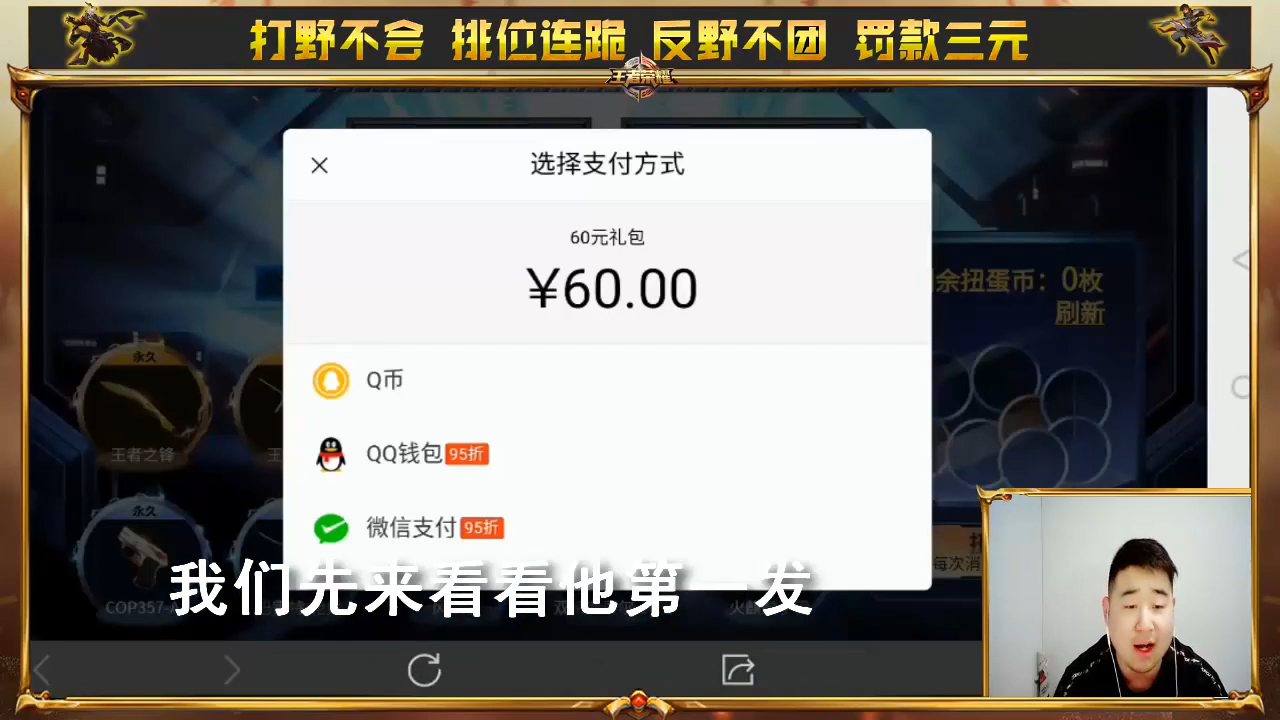 打野不会 排位连跪 反野不团 罚款三元
王者荣耀
选择支付方式
60元礼包
¥60.00
余扭蛋币：0枚
刷新
永久
Q币
王者之锋
QQ钱包 95折
永久
微信支付 95折
每次消
COP357
我们先来看看他第一发